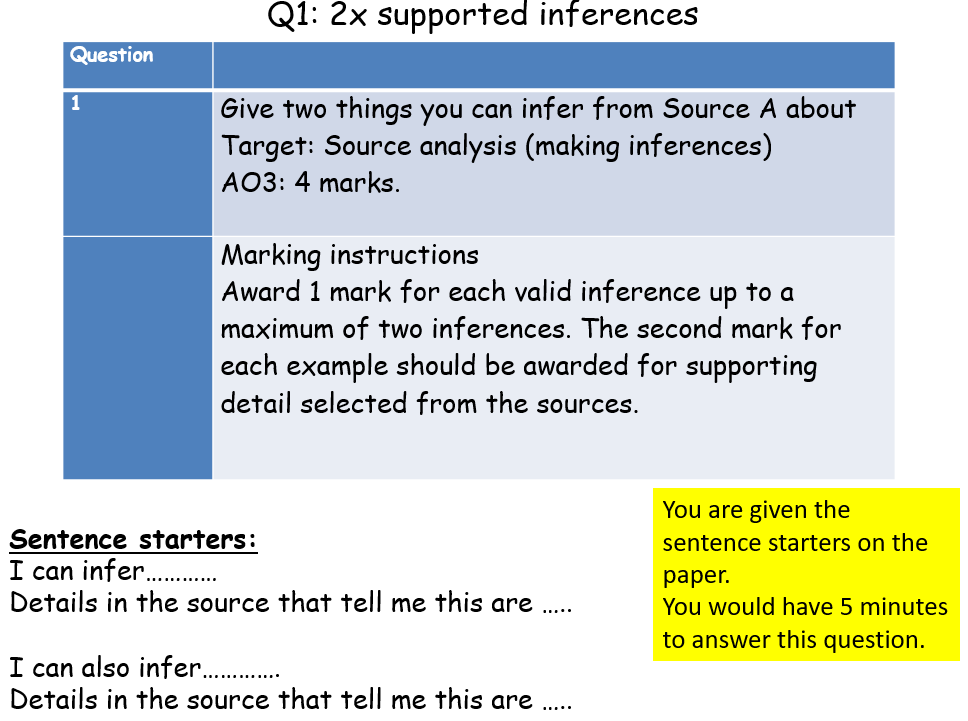 Q1: 2x supported inferences
Question
1
Give two things you can infer from Source A about
Target: Source analysis (making inferences)
AO3: 4 marks.
Marking instructions
Award 1 mark for each valid inference up to a
maximum of two inferences. The second mark for
each example should be awarded for supporting
detail selected from the sources.
Sentence starters:
I can infer…………
Details in the source that tell me this are …..
I can also infer………….
Details in the source that tell me this are …..
You are given the
sentence starters on the
paper.
You would have 5 minutes
to answer this question.